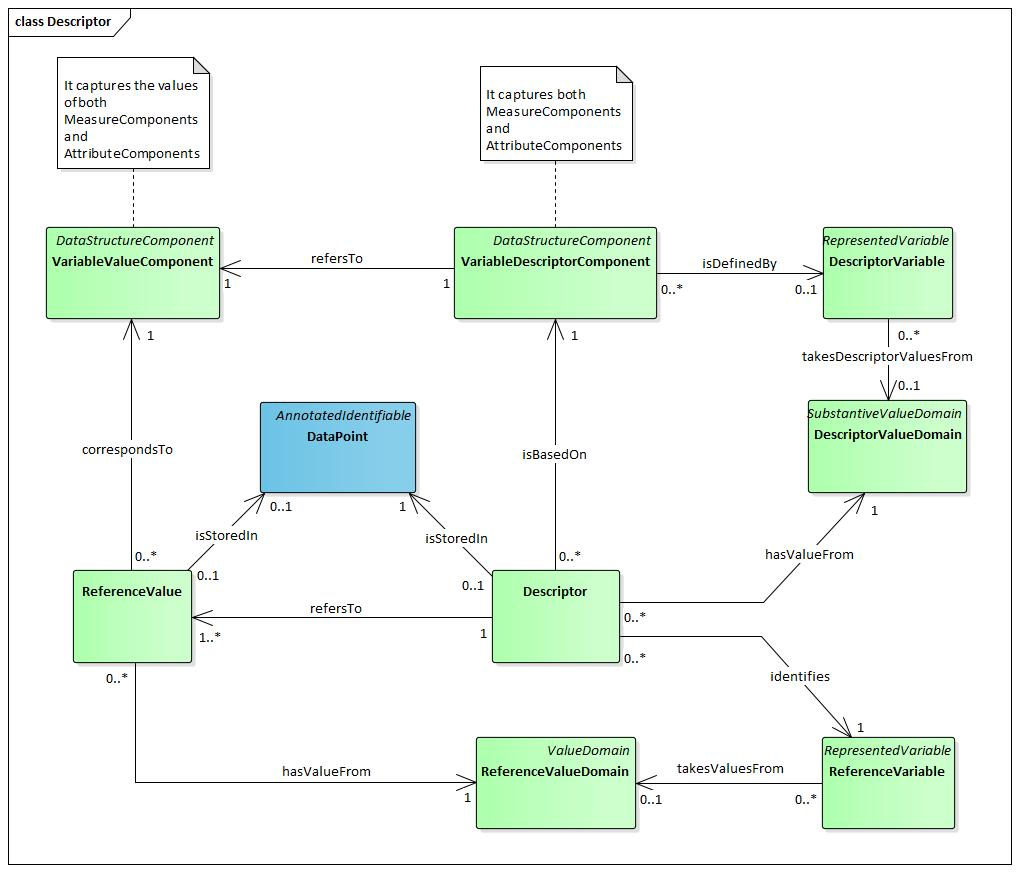 class Descriptor
It captures the values
of both
MeasureComponents
and
AttributeComponents
It captures both
MeasureComponents
and
AttributeComponents
DataStructureComponent
VariableValueComponent
refersTo
1
1
DataStructureComponent
VariableDescriptorComponent
isDefinedBy
0..*
0..1
RepresentedVariable
DescriptorVariable
1
1
0..*
takesDescriptorValuesFrom
0..1
AnnotatedIdentifiable
DataPoint
SubstantiveValueDomain
DescriptorValueDomain
correspondsTo
isBasedOn
0..1
1
1
isStoredIn
isStoredIn
hasValueFrom
0..*
0..*
0..1
0..1
ReferenceValue
refersTo
1..*
1
Descriptor
0..*
0..*
0..*
identifies
1
hasValueFrom
1
ValueDomain
ReferenceValueDomain
takesValuesFrom
0..1
0..*
RepresentedVariable
ReferenceVariable